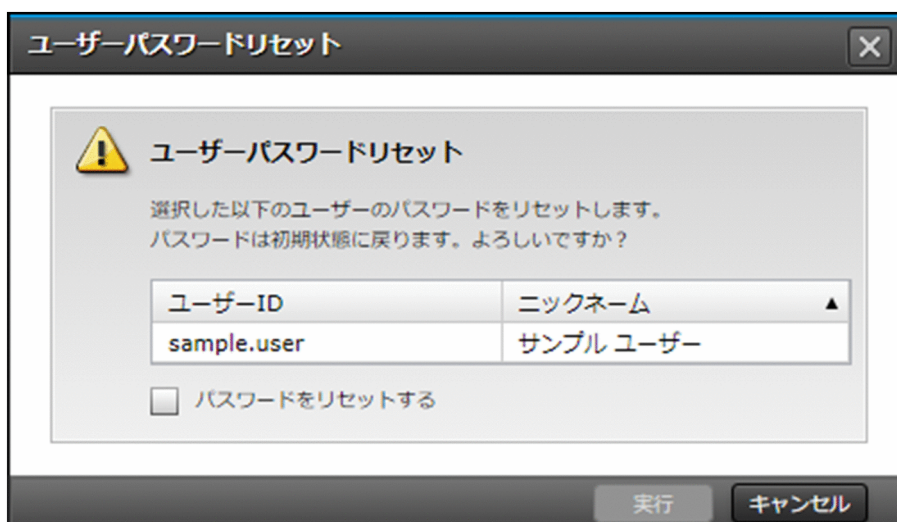 ユーザーパスワードリセット
ユーザーパスワードリセット
選択した以下のユーザーのパスワードをリセットします。
パスワードは初期状態に戻ります。よろしいですか？
ユーザーID ニックネーム ▲
sample.user サンプル ユーザー
パスワードをリセットする
実行 キャンセル